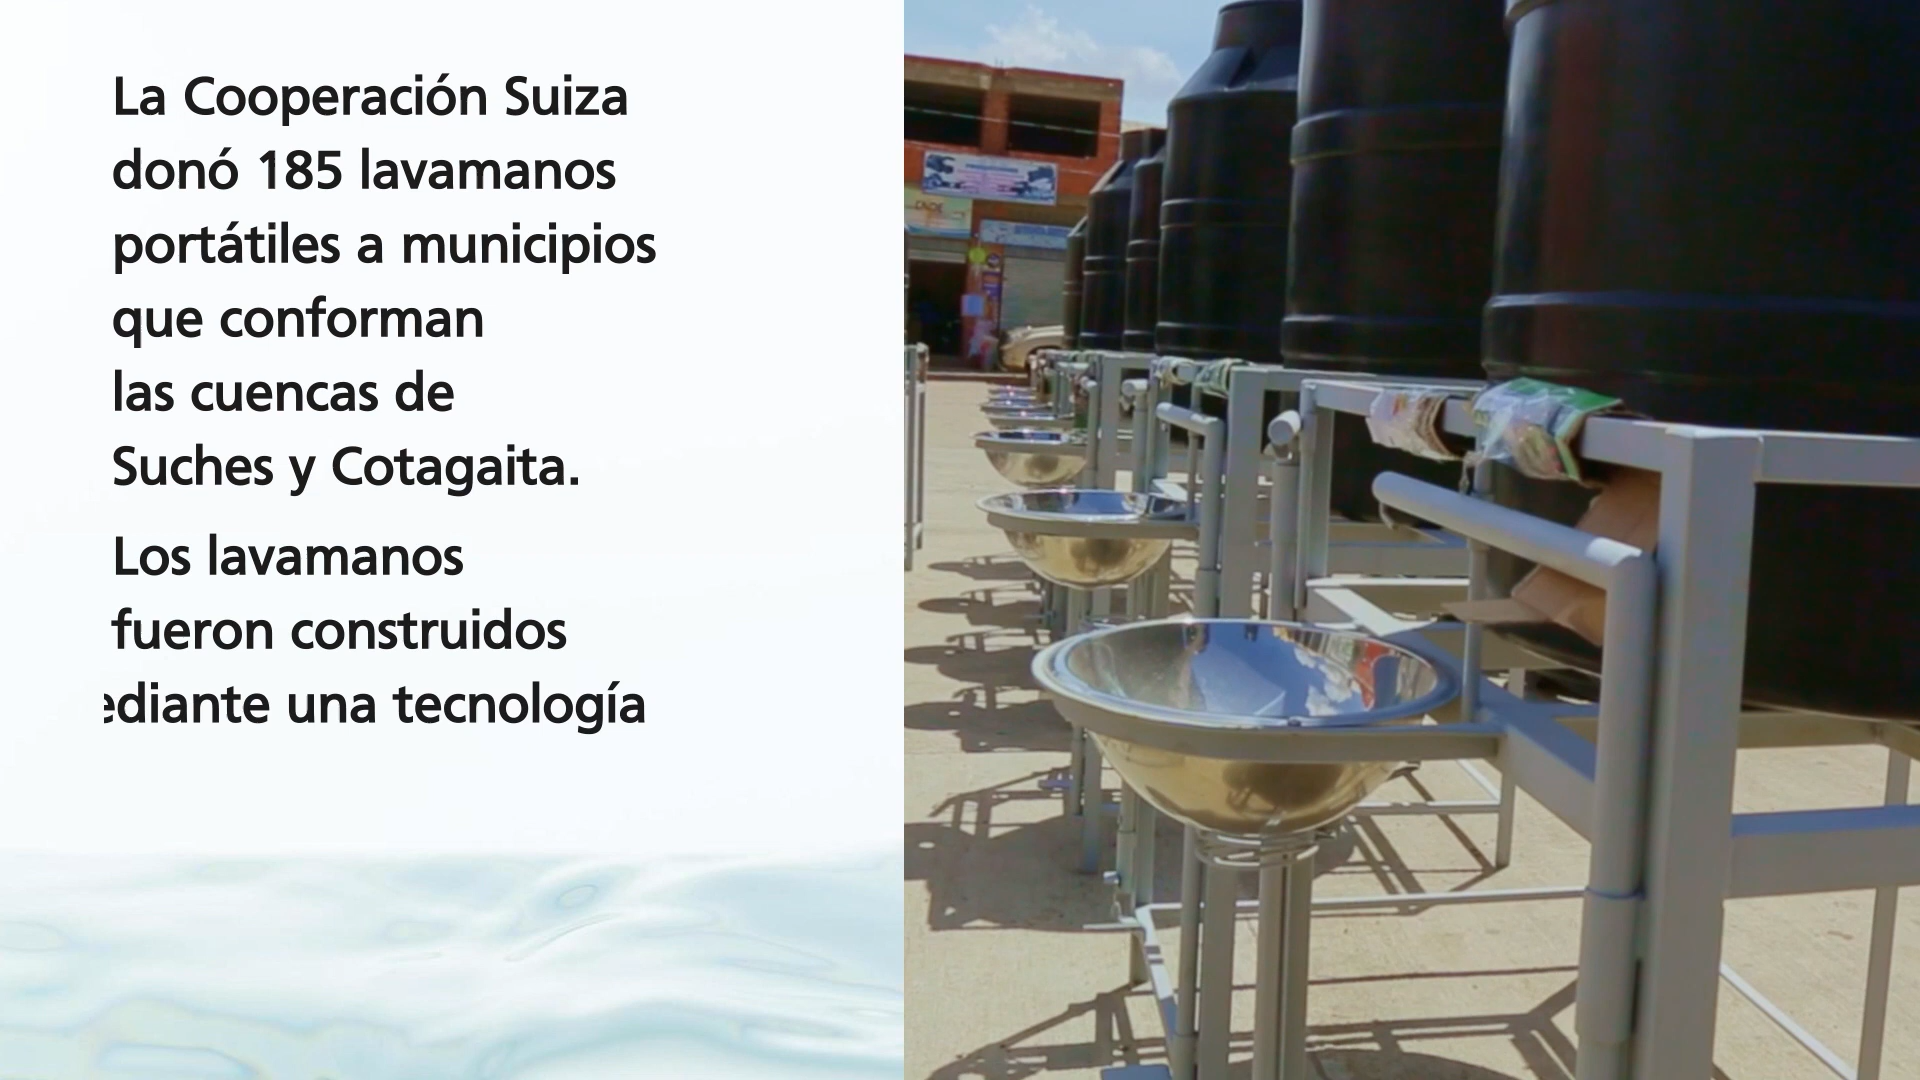 La Cooperación Suiza
donó 185 lavamanos
portátiles a municipios
que conforman
las cuencas de
Suches y Cotagaita.
Los lavamanos
fueron construidos
ediante una tecnología